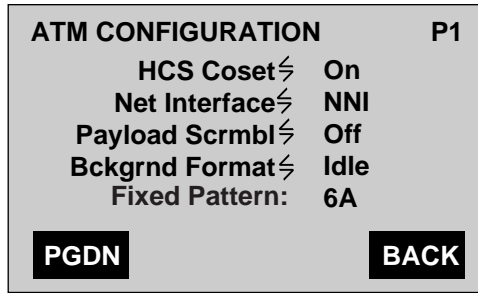 ATM CONFIGURATION P1
HCS Coset⭍ On
Net Interface⭍ NNI
Payload Scrmbl⭍ Off
Bckgrnd Format⭍ Idle
Fixed Pattern: 6A
PGDN BACK